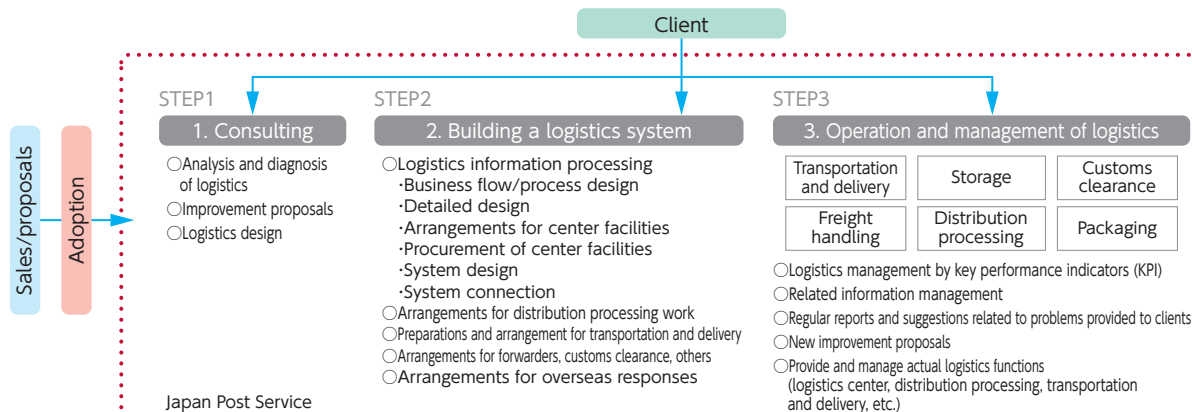 Client
Sales/proposals
Adoption
STEP1
1. Consulting
○Analysis and diagnosis
of logistics
○Improvement proposals
○Logistics design
STEP2
2. Building a logistics system
○Logistics information processing
・Business flow/process design
・Detailed design
・Arrangements for center facilities
・Procurement of center facilities
・System design
・System connection
○Arrangements for distribution processing work
○Preparations and arrangement for transportation and delivery
○Arrangements for forwarders, customs clearance, others
○Arrangements for overseas responses
STEP3
3. Operation and management of logistics
Transportation
and delivery
Storage
Customs
clearance
Freight
handling
Distribution
processing
Packaging
○Logistics management by key performance indicators (KPI)
○Related information management
○Regular reports and suggestions related to problems provided to clients
○New improvement proposals
○Provide and manage actual logistics functions
(logistics center, distribution processing, transportation
and delivery, etc.)
Japan Post Service